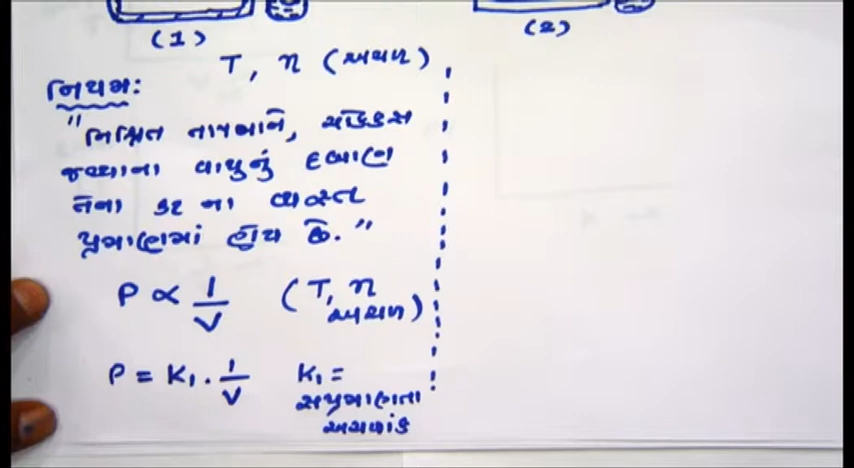 (1)
(2)
T, n (અચળ)
નિયમ:
"નિશ્ચિત તાપમાને, ચોક્કસ
જથ્થાના વાયુનું દબાણ
તેના કદ ના વ્યસ્ત
પ્રમાણમાં હોય છે."
P ∝ 1/V (T, n અચળ)
P = K₁ . 1/V K₁ =
સપ્રમાણતા
અચળાંક